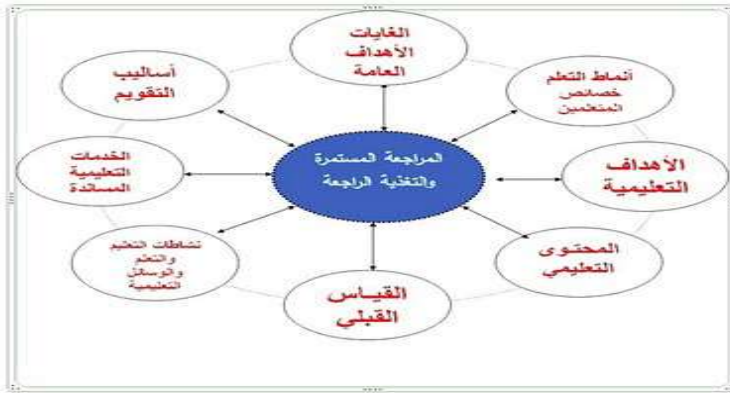 الغايات
الأهداف
العامة
أنماط التعلم
خصائص
المتعلمين
الأهداف
التعليمية
المحتوى
التعليمي
القياس
القبلي
نشاطات التعليم
والتعلم
والوسائل
التعليمية
الخدمات
التعليمية
المساندة
أساليب
التقويم
المراجعة المستمرة
والتغذية الراجعة